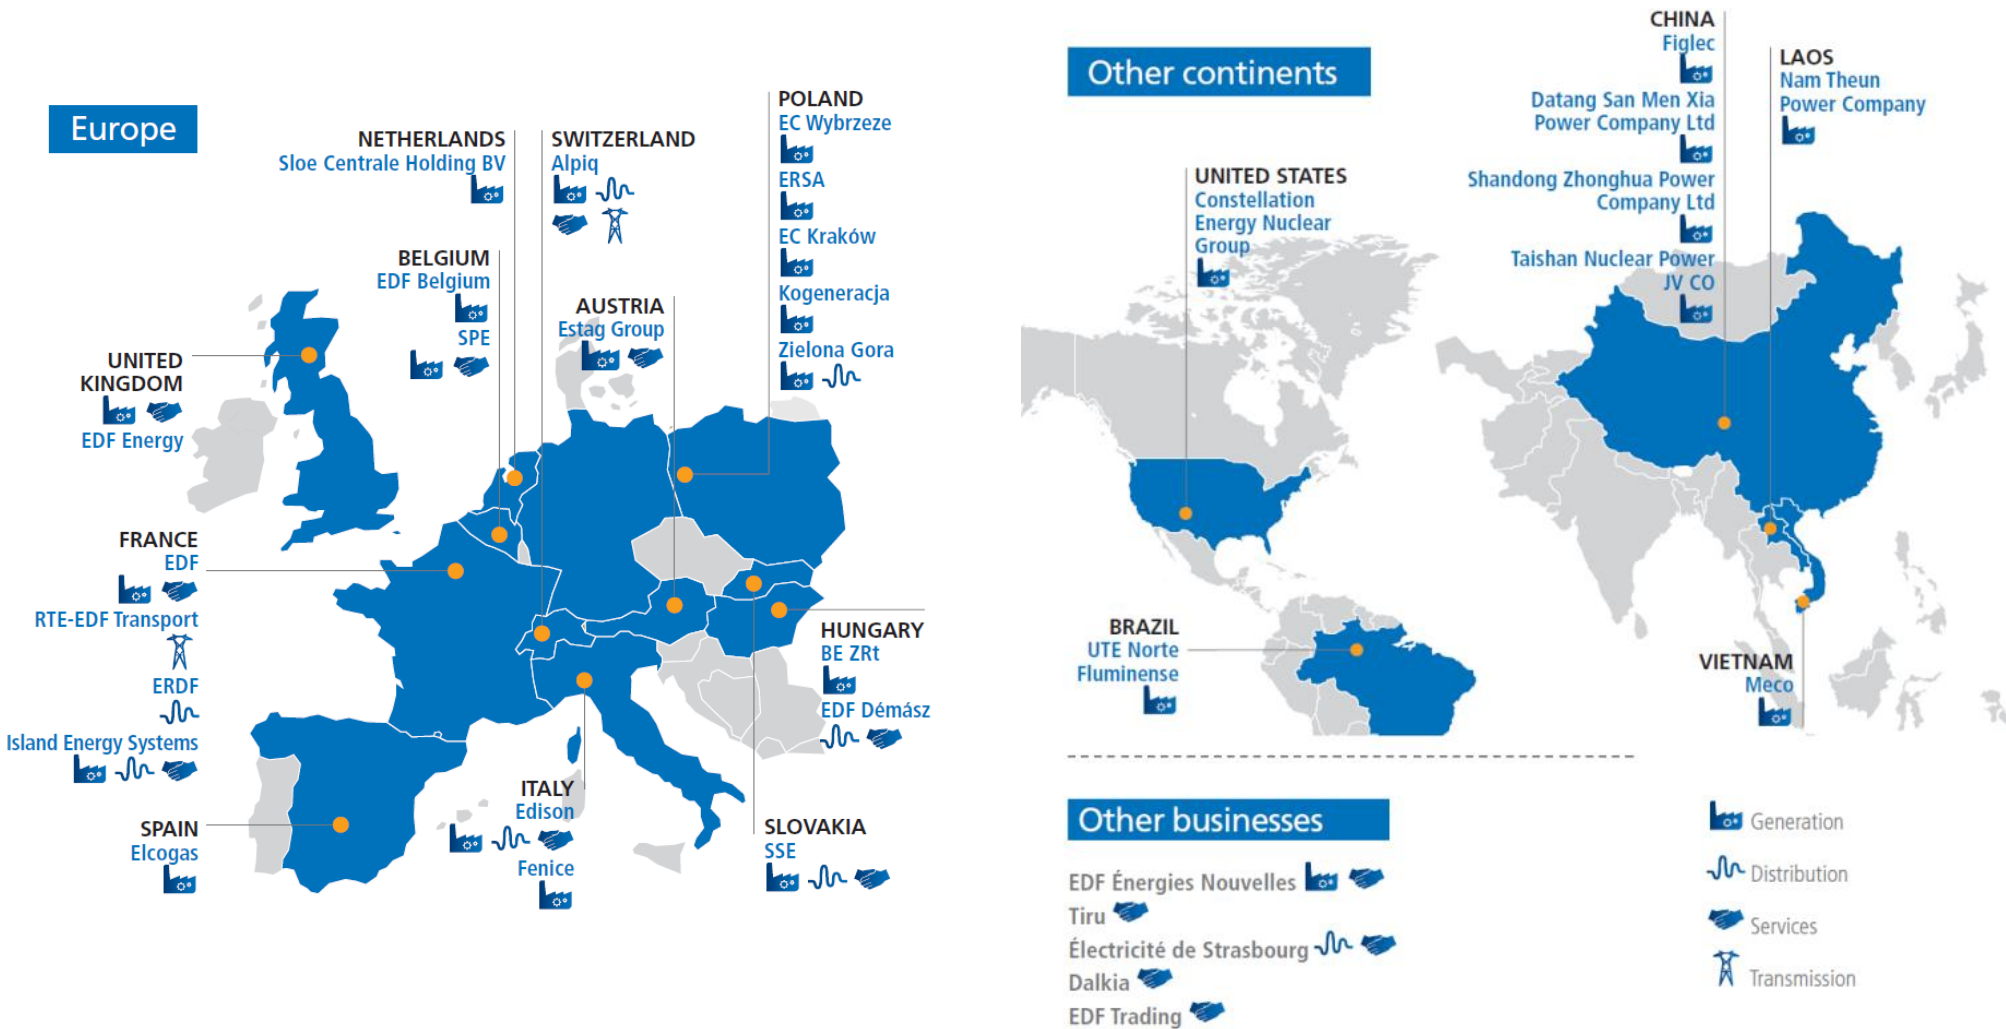 Europe
NETHERLANDS
Sloe Centrale Holding BV
SWITZERLAND
Alpiq
POLAND
EC Wybrzeze
ERSA
EC Kraków
Kogeneracja
Zielona Gora
BELGIUM
EDF Belgium
SPE
AUSTRIA
Estag Group
UNITED
KINGDOM
EDF Energy
FRANCE
EDF
RTE-EDF Transport
ERDF
Island Energy Systems
SPAIN
Elcogas
ITALY
Edison
Fenice
HUNGARY
BE ZRt
EDF Démász
SLOVAKIA
SSE
Other continents
UNITED STATES
Constellation
Energy Nuclear
Group
CHINA
Figlec
Datang San Men Xia
Power Company Ltd
Shandong Zhonghua Power
Company Ltd
Taishan Nuclear Power
JV CO
LAOS
Nam Theun
Power Company
BRAZIL
UTE Norte
Fluminense
VIETNAM
Meco
Other businesses
EDF Énergies Nouvelles
Tiru
Électricité de Strasbourg
Dalkia
EDF Trading
Generation
Distribution
Services
Transmission